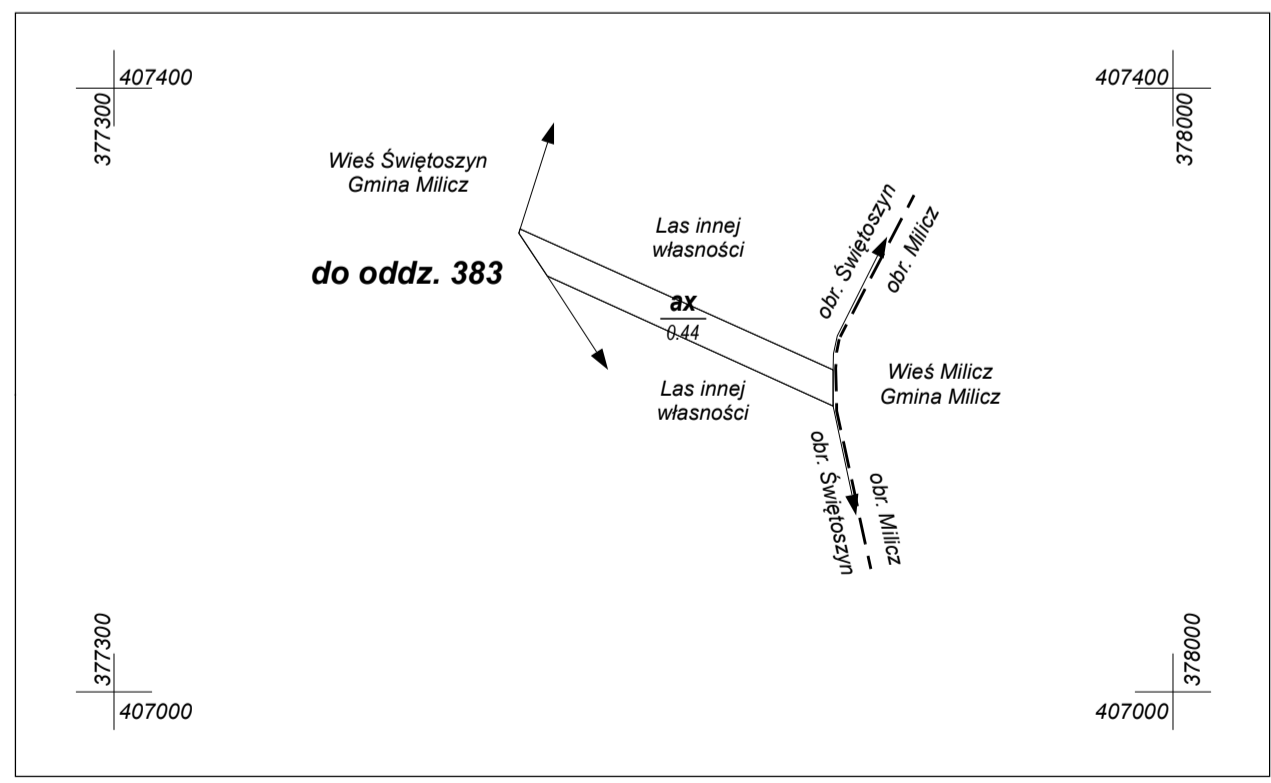 407400
377300
407400
378000
Wieś Świętoszyn
Gmina Milicz
do oddz. 383
Las innej
własności
ax
0.44
Las innej
własności
obr. Świętoszyn
obr. Milicz
Wieś Milicz
Gmina Milicz
obr. Świętoszyn
obr. Milicz
377300
407000
378000
407000